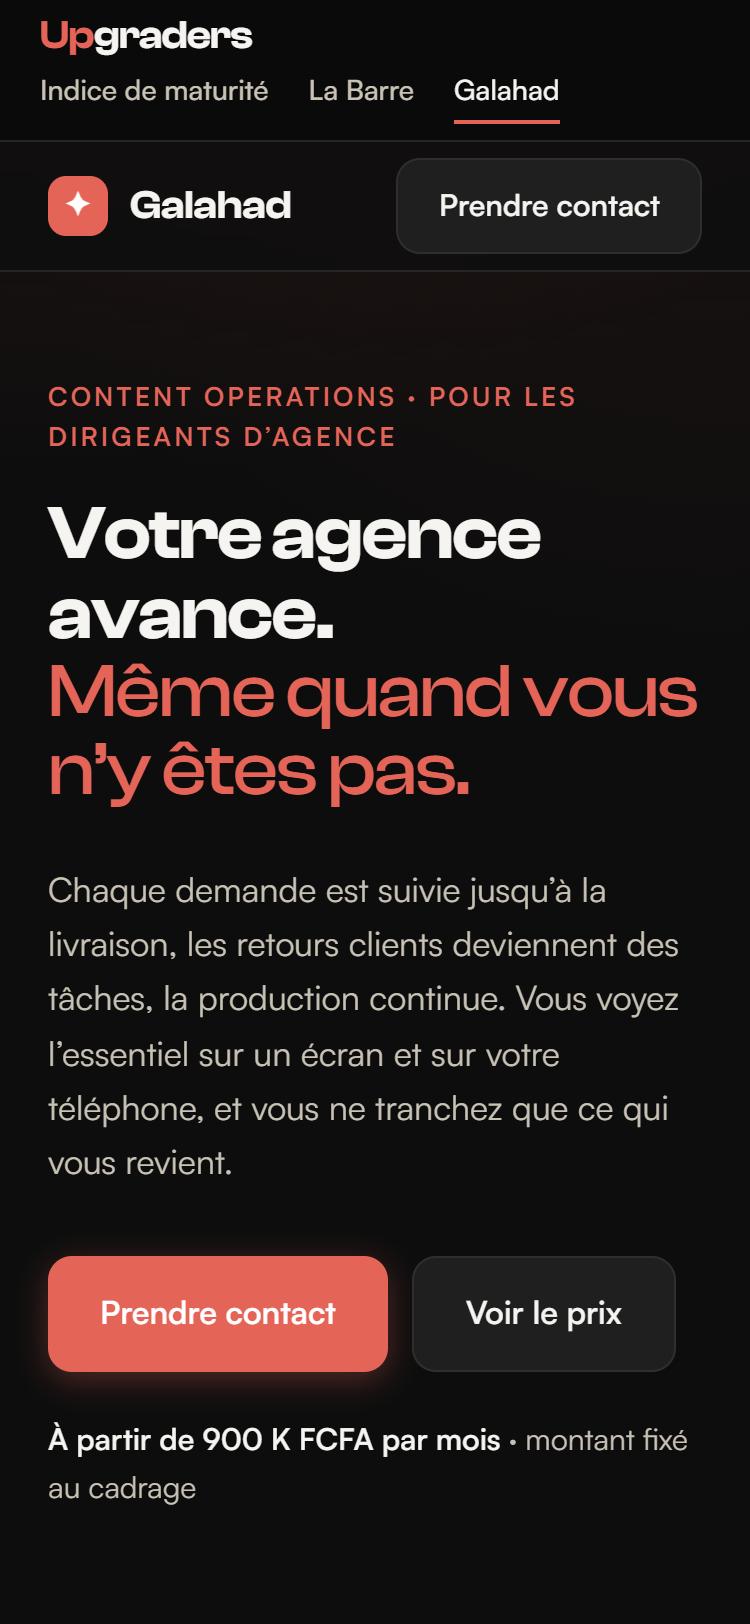 Upgraders
Indice de maturité La Barre Galahad
Galahad Prendre contact
CONTENT OPERATIONS · POUR LES
DIRIGEANTS D’AGENCE
Votre agence
avance.
Même quand vous
n’y êtes pas.
Chaque demande est suivie jusqu’à la
livraison, les retours clients deviennent des
tâches, la production continue. Vous voyez
l’essentiel sur un écran et sur votre
téléphone, et vous ne tranchez que ce qui
vous revient.
Prendre contact Voir le prix
À partir de 900 K FCFA par mois · montant fixé
au cadrage